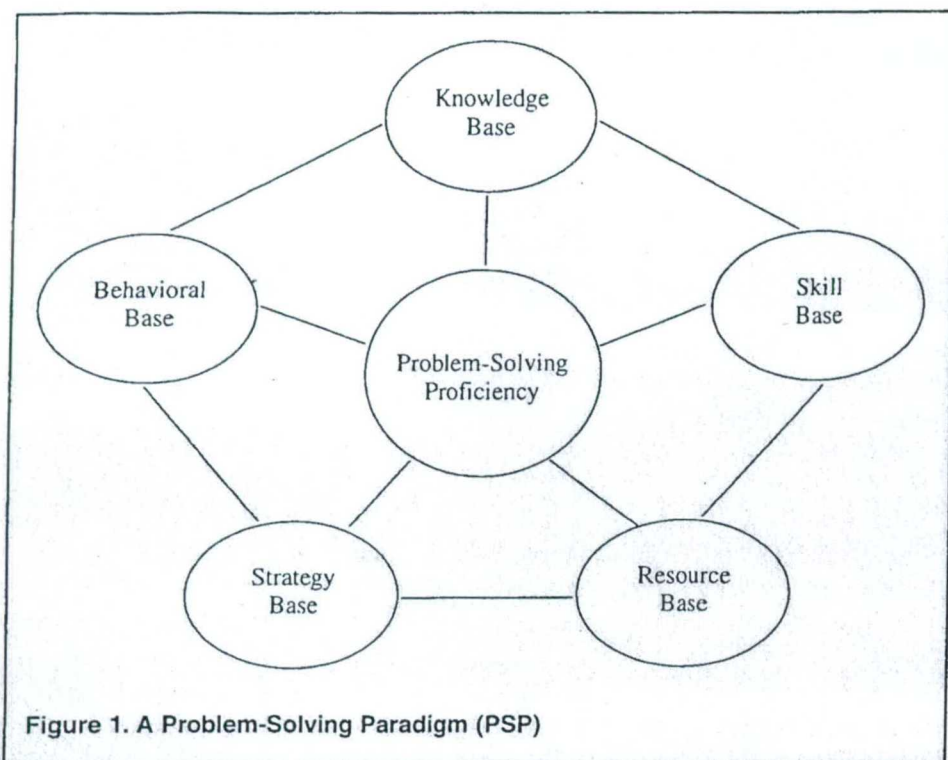 Knowledge
Base
Behavioral
Base
Skill
Base
Problem-Solving
Proficiency
Strategy
Base
Resource
Base
Figure 1. A Problem-Solving Paradigm (PSP)